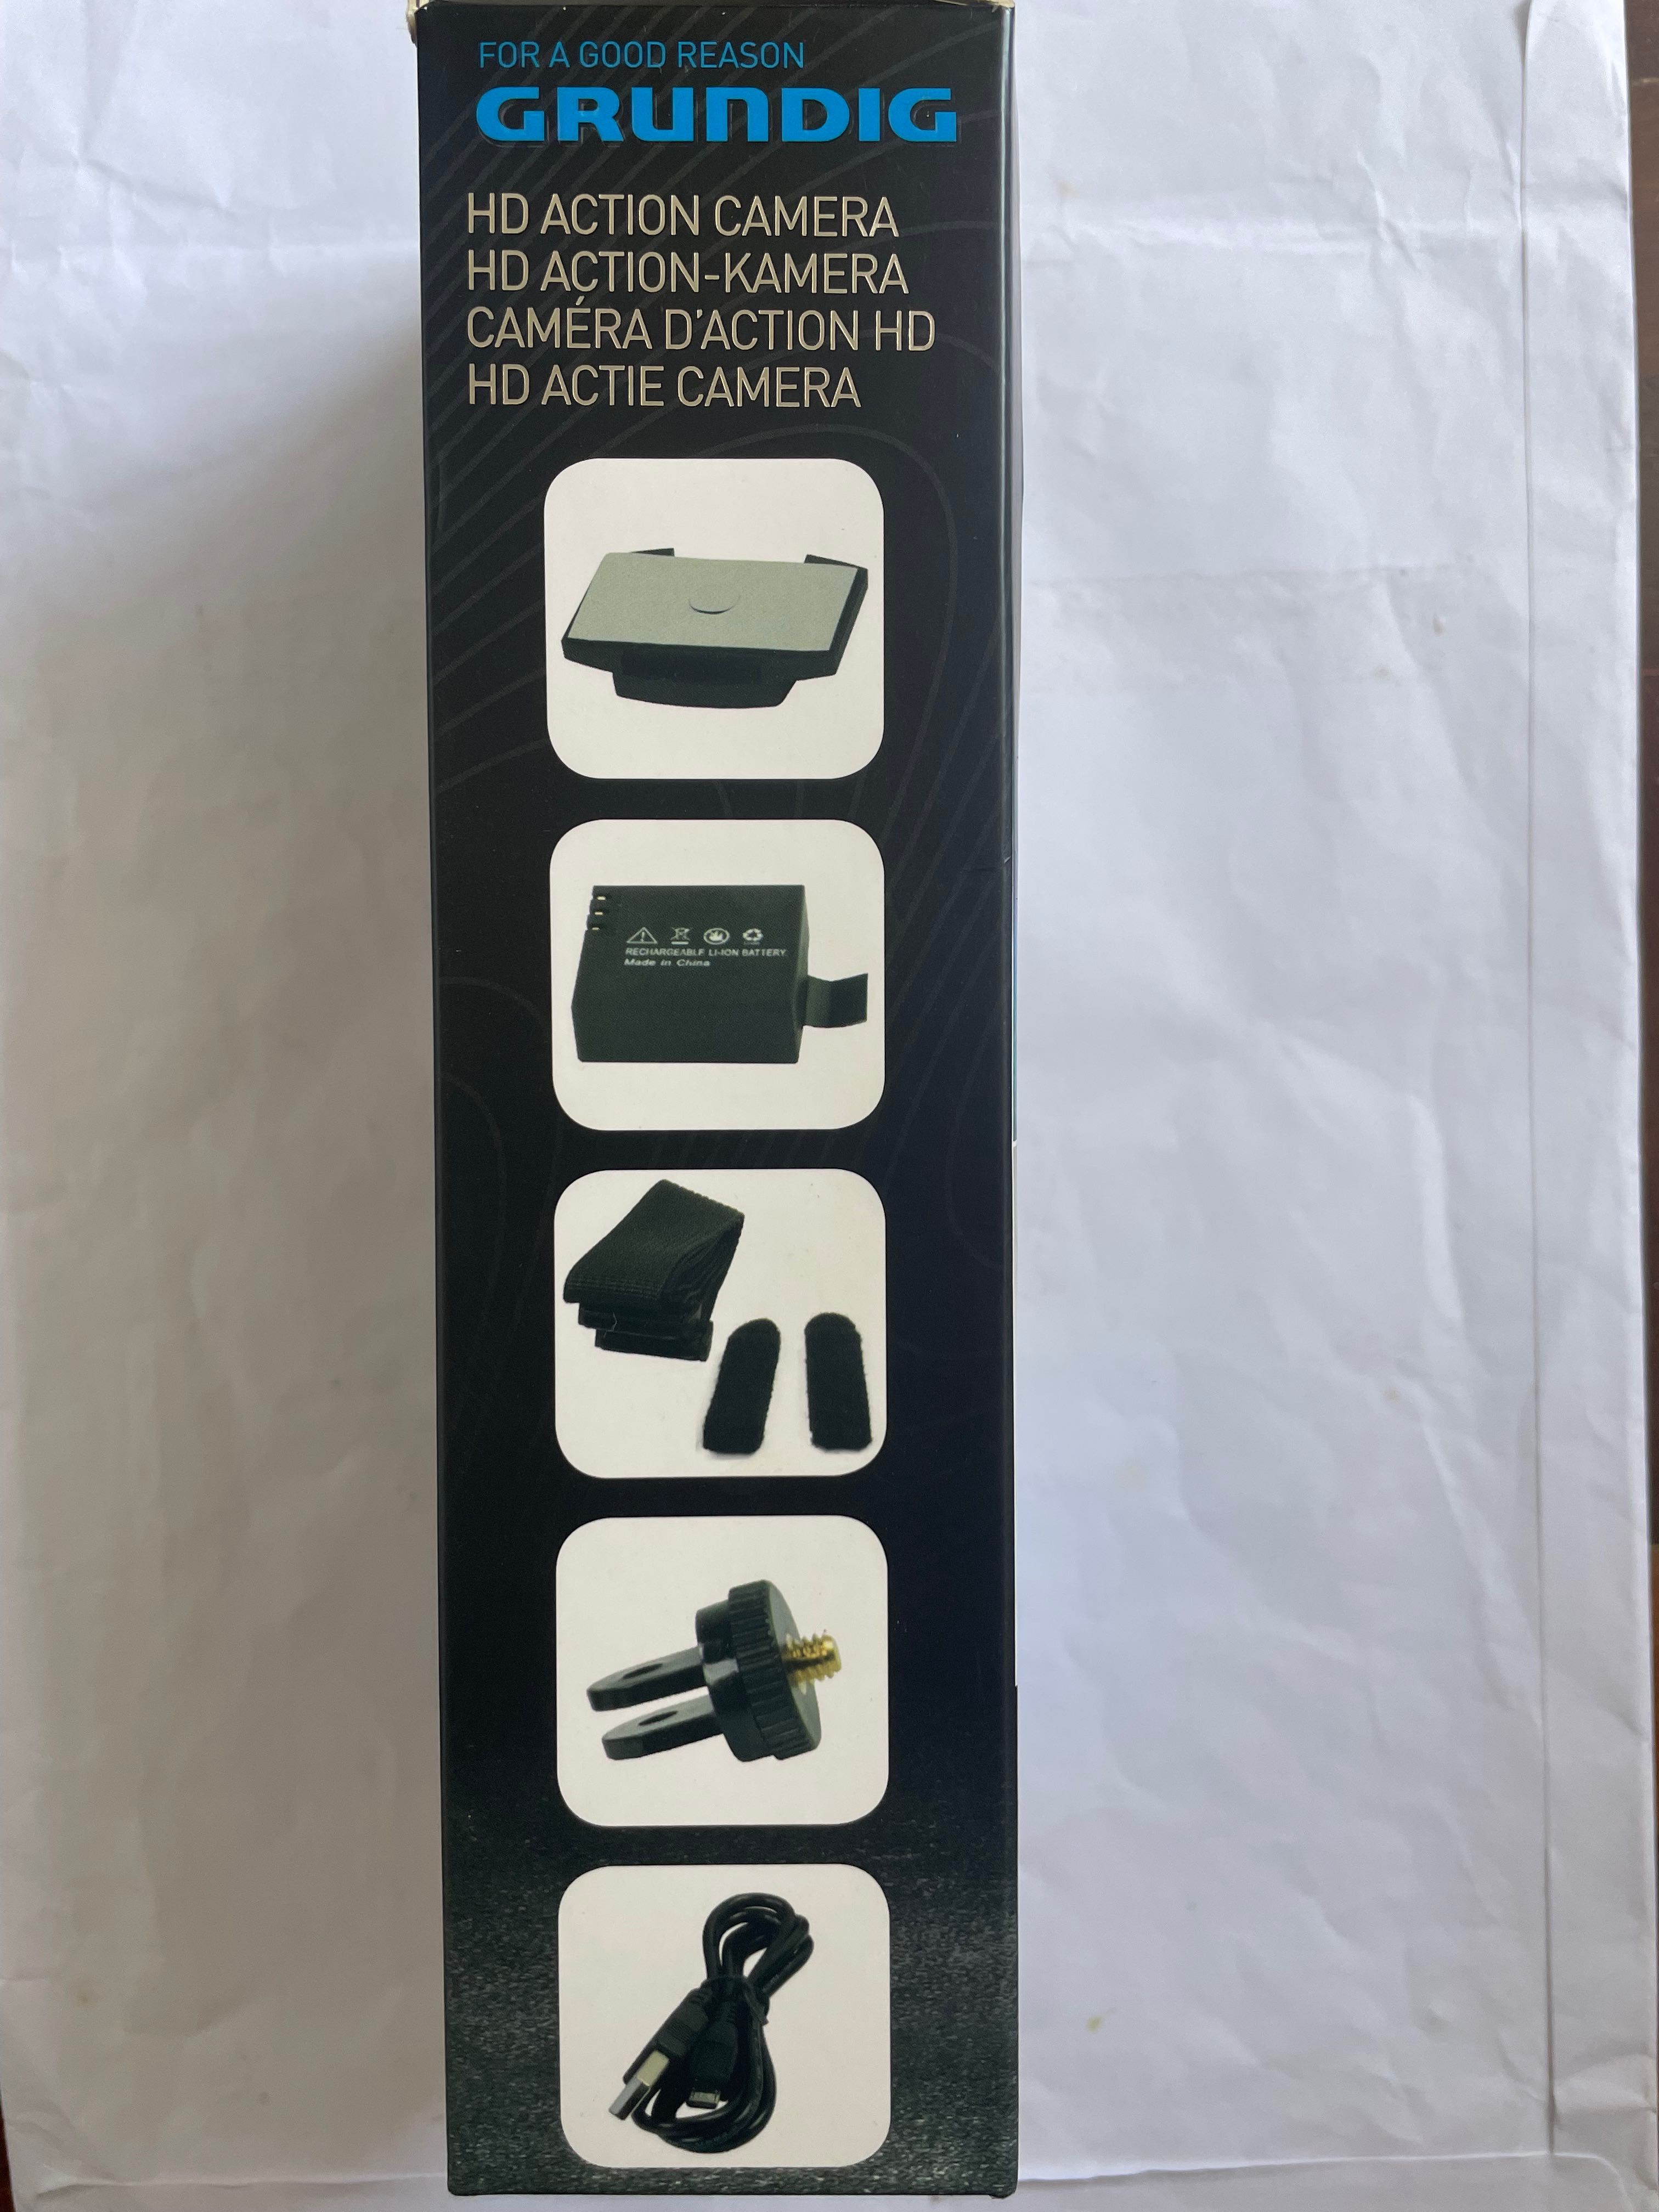 FOR A GOOD REASON
GRUNDIG
HD ACTION CAMERA
HD ACTION-KAMERA
CAMÉRA D'ACTION HD
HD ACTIE CAMERA
RECHARGEABLE LI-ION BATTERY
Made in China